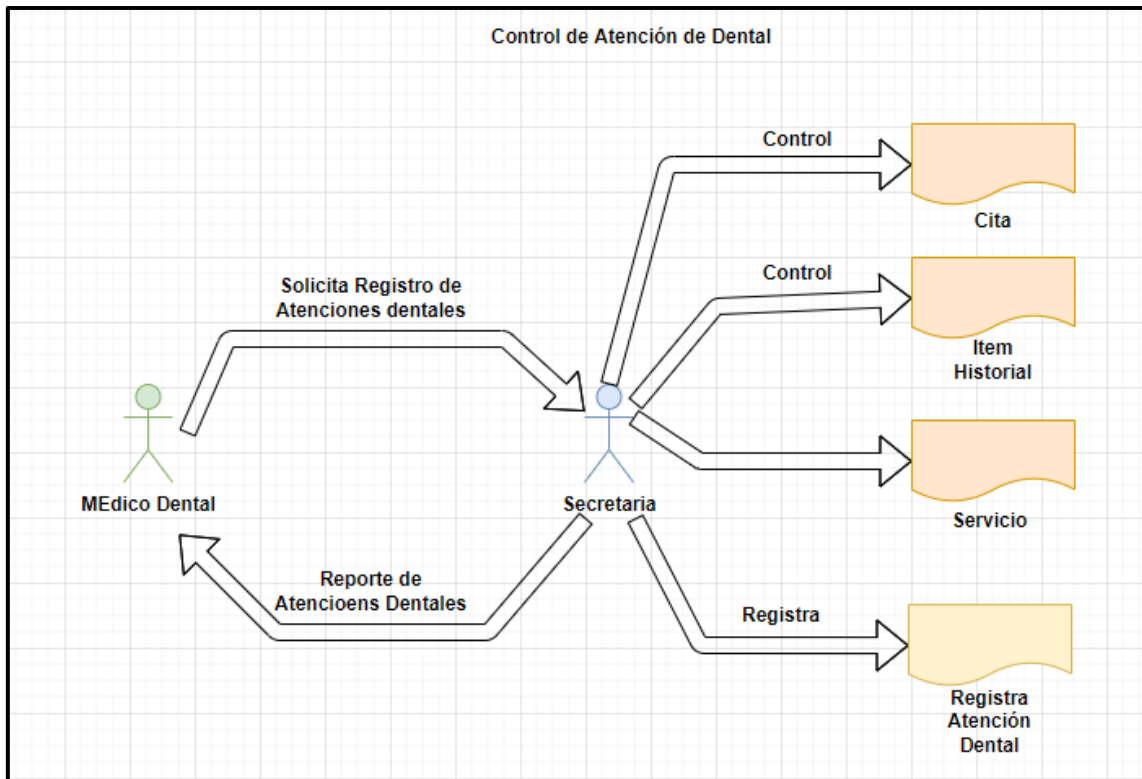 Control de Atención de Dental
Control
Cita
Control
Item
Historial
Solicita Registro de
Atenciones dentales
MEdico Dental
Secretaria
Servicio
Reporte de
Atencioens Dentales
Registra
Registra
Atención
Dental